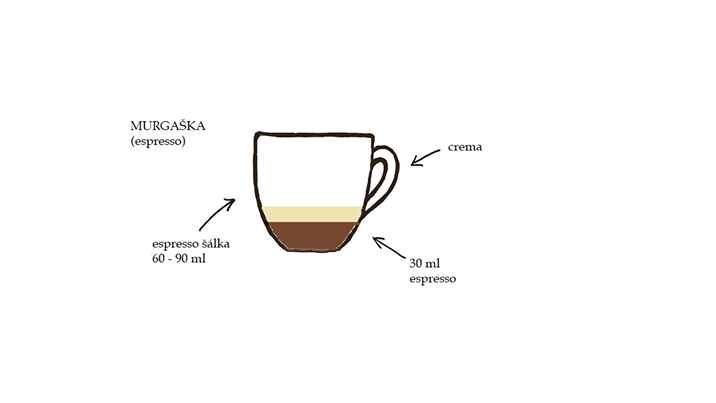 MURGAŠKA
(espresso)
crema
espresso šálka
60 - 90 ml
30 ml
espresso